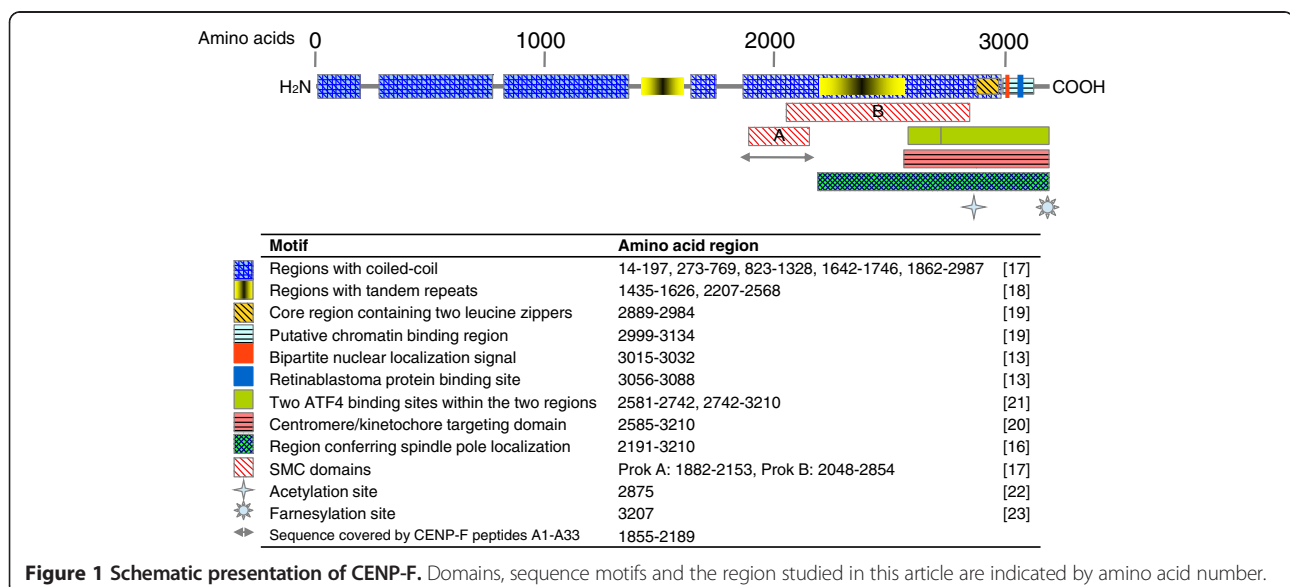 Amino acids 0 1000 2000 3000
H2N COOH
B
A
Motif Amino acid region
Regions with coiled-coil 14-197, 273-769, 823-1328, 1642-1746, 1862-2987 [17]
Regions with tandem repeats 1435-1626, 2207-2568 [18]
Core region containing two leucine zippers 2889-2984 [19]
Putative chromatin binding region 2999-3134 [19]
Bipartite nuclear localization signal 3015-3032 [13]
Retinablastoma protein binding site 3056-3088 [13]
Two ATF4 binding sites within the two regions 2581-2742, 2742-3210 [21]
Centromere/kinetochore targeting domain 2585-3210 [20]
Region conferring spindle pole localization 2191-3210 [16]
SMC domains Prok A: 1882-2153, Prok B: 2048-2854 [17]
Acetylation site 2875 [22]
Farnesylation site 3207 [23]
Sequence covered by CENP-F peptides A1-A33 1855-2189
Figure 1 Schematic presentation of CENP-F. Domains, sequence motifs and the region studied in this article are indicated by amino acid number.